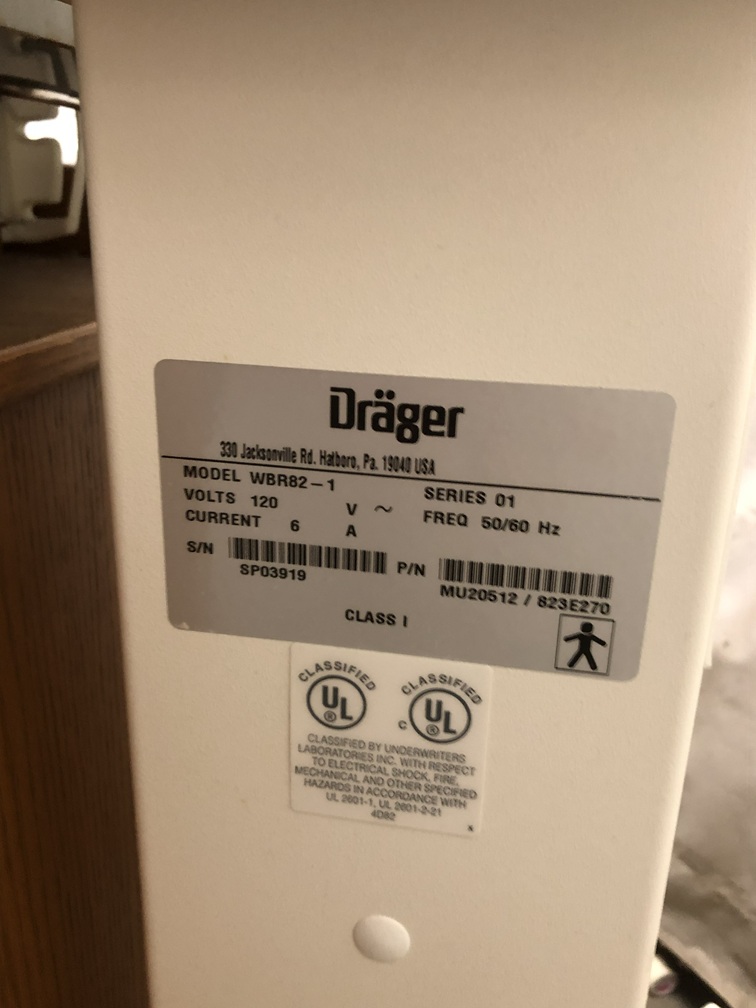 Dräger
330 Jacksonville Rd. Hatboro, Pa. 19040 USA
MODEL WBR82-1 SERIES 01
VOLTS 120 V ~ FREQ 50/60 Hz
CURRENT 6 A
S/N SP03919 P/N MU20512 / 823E270
CLASS I
CLASSIFIED UL ® C CLASSIFIED UL ®
CLASSIFIED BY UNDERWRITERS
LABORATORIES INC. WITH RESPECT
TO ELECTRICAL SHOCK, FIRE,
MECHANICAL AND OTHER SPECIFIED
HAZARDS IN ACCORDANCE WITH
UL 2601-1, UL 2601-2-21
4D82
x